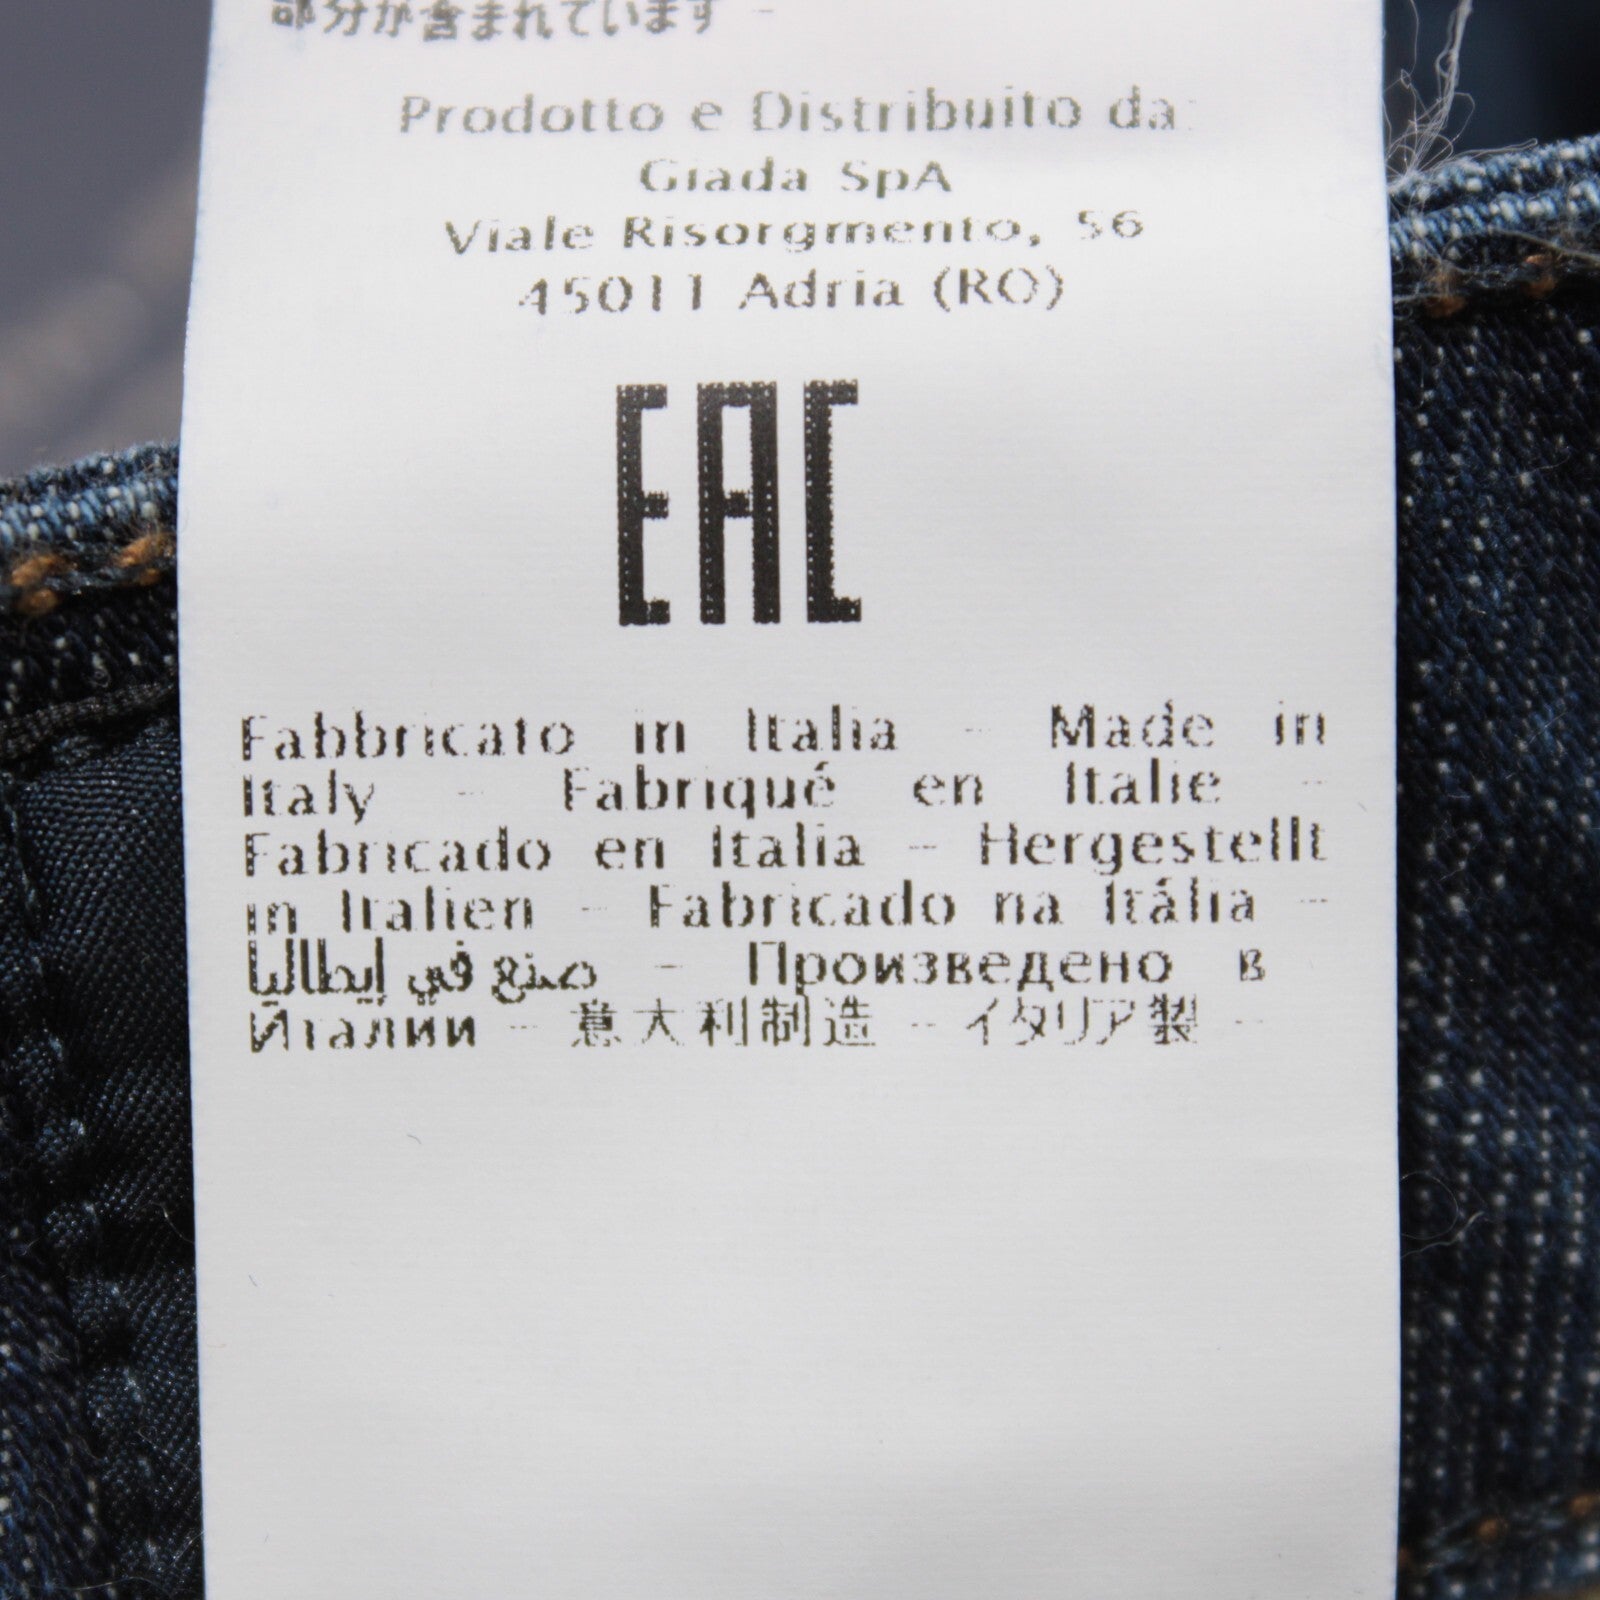 部分が含まれています -
Prodotto e Distribuito da:
Giada SpA
Viale Risorgmento, 56
45011 Adria (RO)
EAC
Fabbricato in Italia - Made in
Italy - Fabriqué en Italie -
Fabricado en Italia - Hergestellt
in Italien - Fabricado na Itália -
صنع في إيطاليا - Произведено в
Италии - 意大利制造 - イタリア製 -